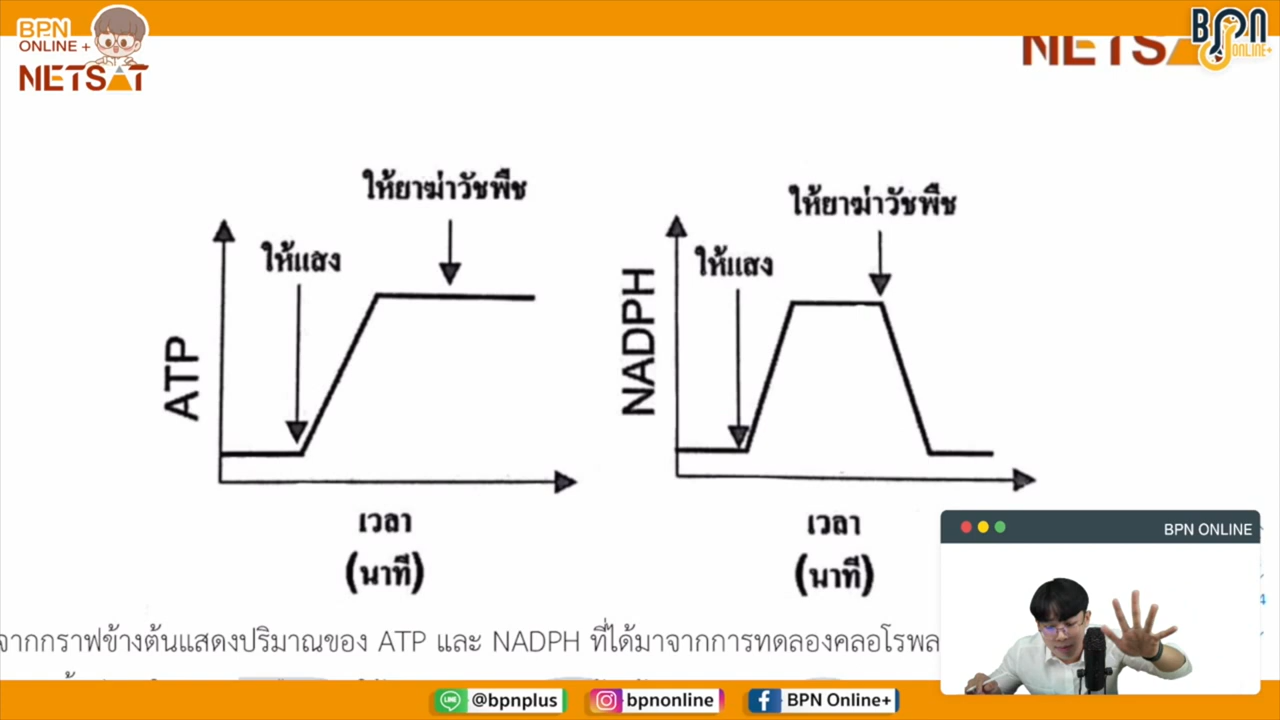 BPN
ONLINE +
NETSAT
NETSA
BPN
ONLINE+
ให้ยาฆ่าวัชพืช
ให้แสง
ATP
เวลา
(นาที)
ให้ยาฆ่าวัชพืช
ให้แสง
NADPH
เวลา
(นาที)
BPN ONLINE
จากกราฟข้างต้นแสดงปริมาณของ ATP และ NADPH ที่ได้มาจากการทดลองคลอโรพล
@bpnplus
bpnonline
BPN Online+